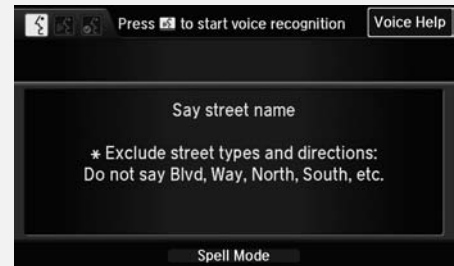 Press to start voice recognition
Voice Help
Say street name
* Exclude street types and directions:
Do not say Blvd, Way, North, South, etc.
Spell Mode